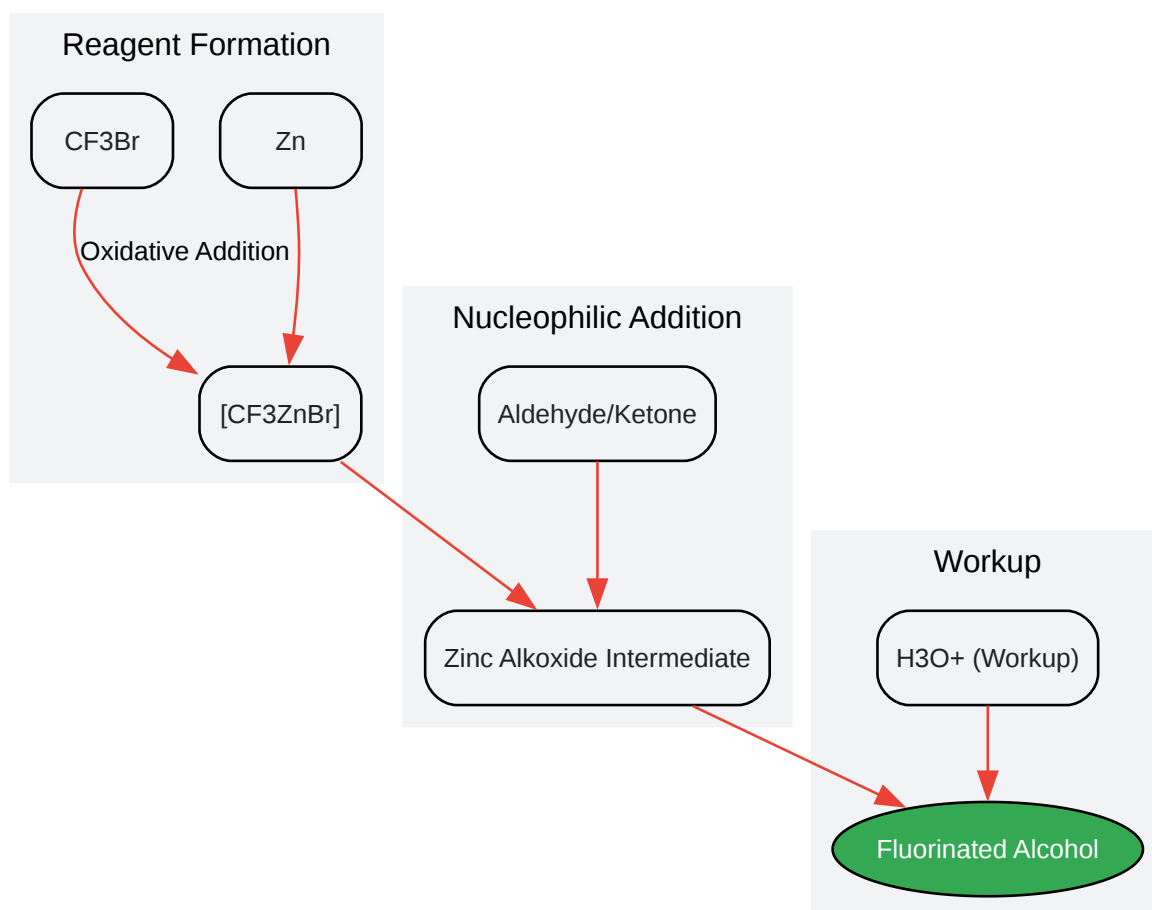 Reagent Formation
CF3Br
Zn
Oxidative Addition
[CF3ZnBr]
Nucleophilic Addition
Aldehyde/Ketone
Zinc Alkoxide Intermediate
Workup
H3O+ (Workup)
Fluorinated Alcohol